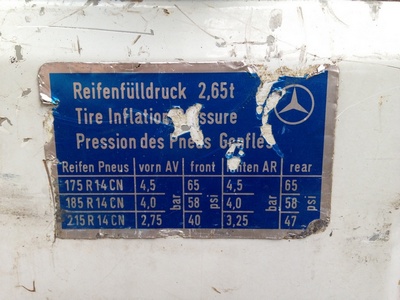 Reifenfülldruck 2,65t
Tire Inflation ssure
Pression des Pneus Gonfle
Reifen Pneus vorn AV front hinten AR rear
175 R 14 CN 4,5 65 4,5 65
185 R 14 CN 4,0 bar 58 psi 4,0 bar 58 psi
215 R 14 CN 2,75 40 3,25 47